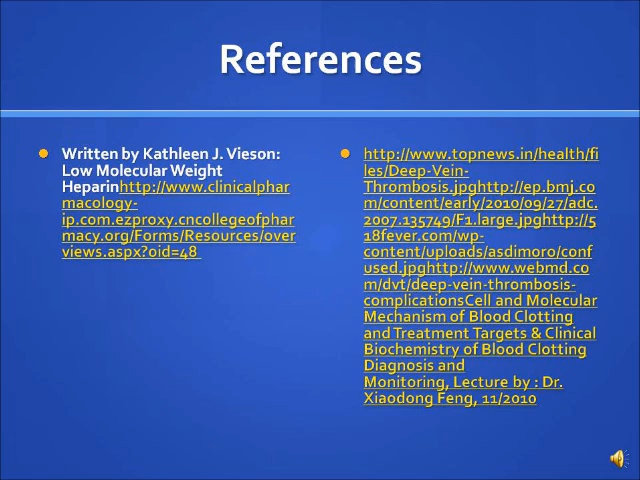 References
Written by Kathleen J. Vieson:
Low Molecular Weight
Heparinhttp://www.clinicalphar
macology-
ip.com.ezproxy.cncollegeofphar
macy.org/Forms/Resources/over
views.aspx?oid=48
http://www.topnews.in/health/fi
les/Deep-Vein-
Thrombosis.jpghttp://ep.bmj.co
m/content/early/2010/09/27/adc.
2007.135749/F1.large.jpghttp://5
18fever.com/wp-
content/uploads/asdimoro/conf
used.jpghttp://www.webmd.co
m/dvt/deep-vein-thrombosis-
complicationsCell and Molecular
Mechanism of Blood Clotting
and Treatment Targets & Clinical
Biochemistry of Blood Clotting
Diagnosis and
Monitoring, Lecture by : Dr.
Xiaodong Feng, 11/2010